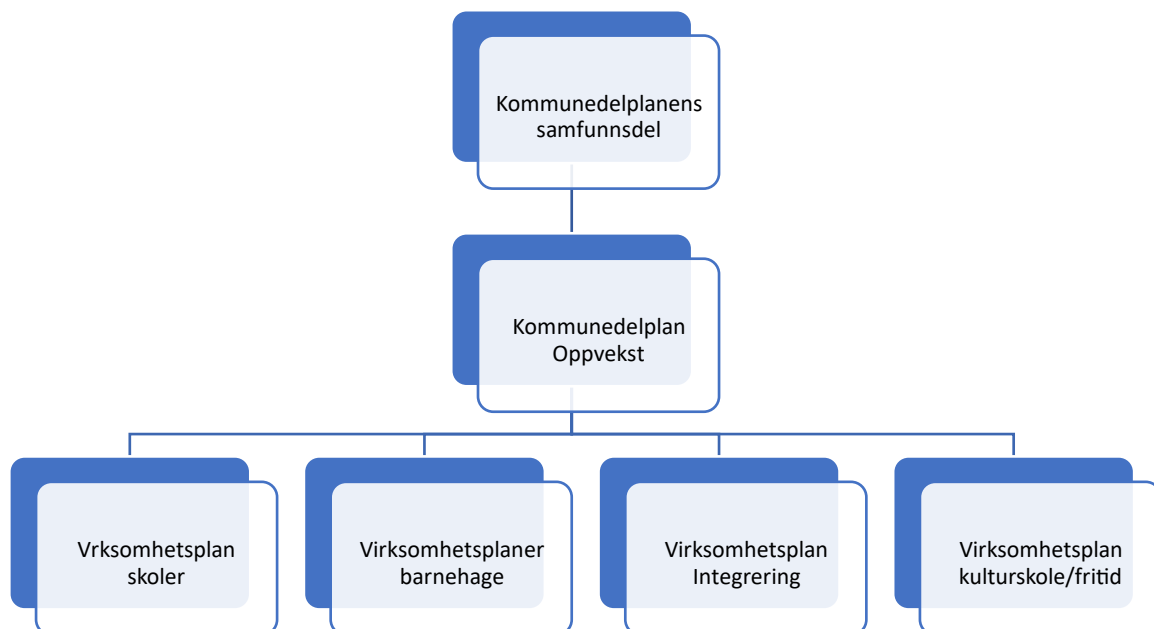 Kommunedelplanens
samfunnsdel
Kommunedelplan
Oppvekst
Vrksomhetsplan
skoler
Virksomhetsplaner
barnehage
Virksomhetsplan
Integrering
Virksomhetsplan
kulturskole/fritid